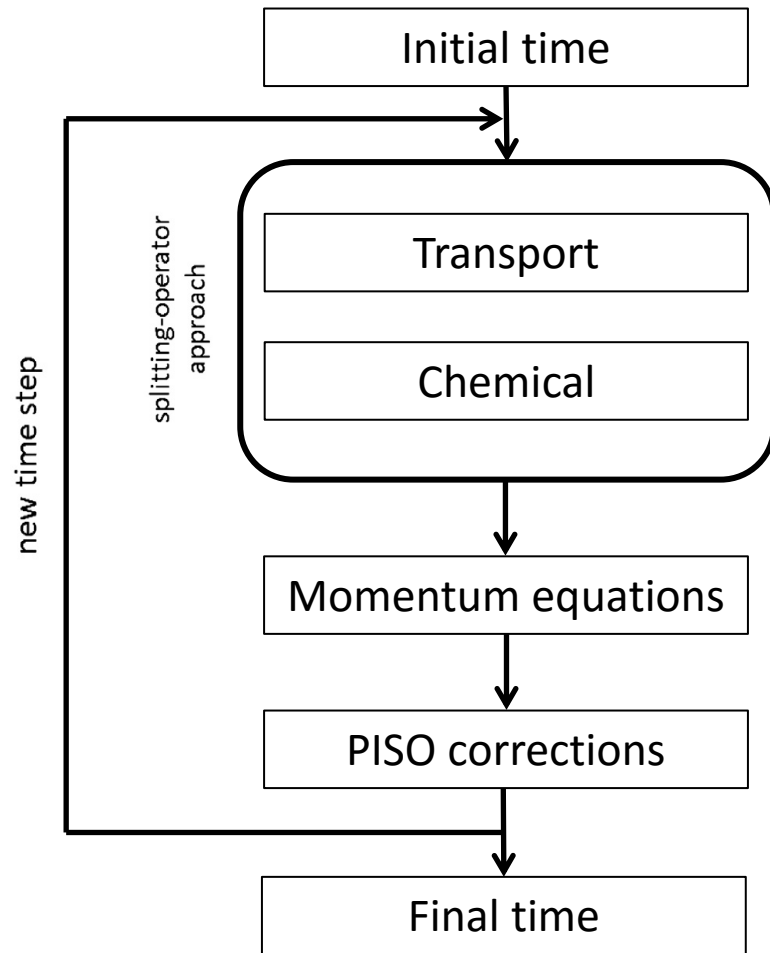 Initial time
Transport
Chemical
splitting-operator
approach
new time step
Momentum equations
PISO corrections
Final time